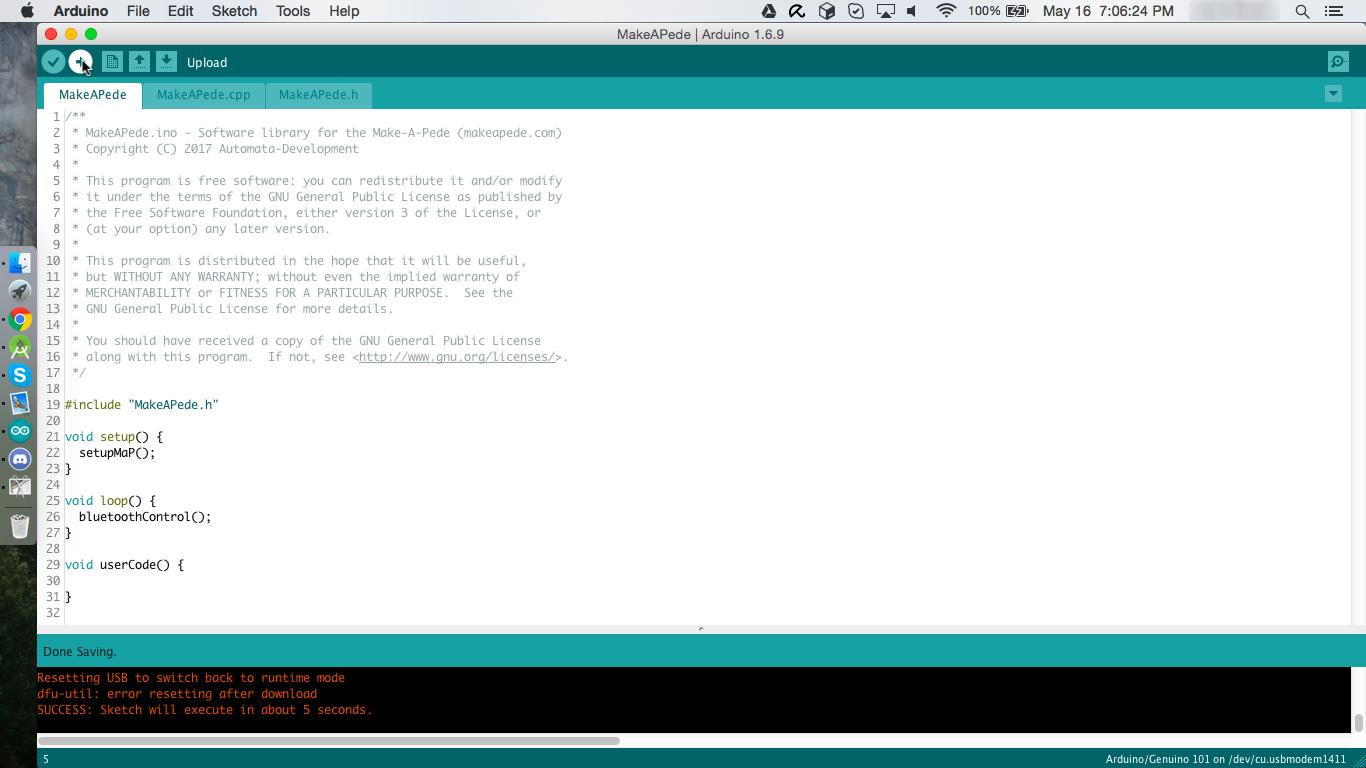 Arduino File Edit Sketch Tools Help 100% May 16 7:06:24 PM
MakeAPede | Arduino 1.6.9
Upload
MakeAPede MakeAPede.cpp MakeAPede.h
1 /**
2  * MakeAPede.ino - Software library for the Make-A-Pede (makeapede.com)
3  * Copyright (C) 2017 Automata-Development
4  *
5  * This program is free software: you can redistribute it and/or modify
6  * it under the terms of the GNU General Public License as published by
7  * the Free Software Foundation, either version 3 of the License, or
8  * (at your option) any later version.
9  *
10  * This program is distributed in the hope that it will be useful,
11  * but WITHOUT ANY WARRANTY; without even the implied warranty of
12  * MERCHANTABILITY or FITNESS FOR A PARTICULAR PURPOSE.  See the
13  * GNU General Public License for more details.
14  *
15  * You should have received a copy of the GNU General Public License
16  * along with this program.  If not, see <http://www.gnu.org/licenses/>.
17  */
18
19 #include "MakeAPede.h"
20
21 void setup() {
22   setupMaP();
23 }
24
25 void loop() {
26   bluetoothControl();
27 }
28
29 void userCode() {
30
31 }
32
Done Saving.
Resetting USB to switch back to runtime mode
dfu-util: error resetting after download
SUCCESS: Sketch will execute in about 5 seconds.
5 Arduino/Genuino 101 on /dev/cu.usbmodem1411